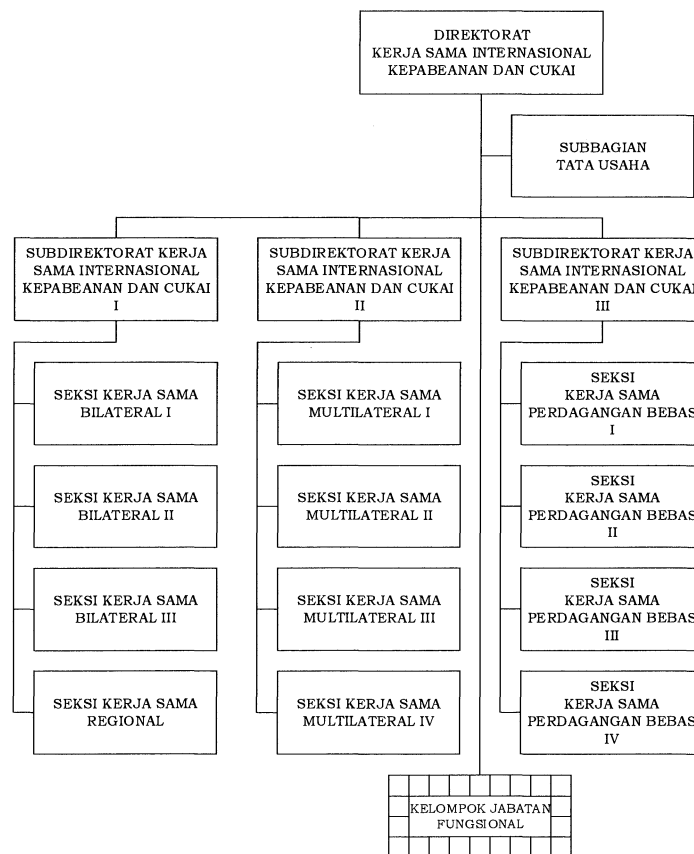 DIREKTORAT
KERJA SAMA INTERNASIONAL
KEPABEANAN DAN CUKAI
SUBBAGIAN
TATA USAHA
SUBDIREKTORAT KERJA
SAMA INTERNASIONAL
KEPABEANAN DAN CUKAI
I
SUBDIREKTORAT KERJA
SAMA INTERNASIONAL
KEPABEANAN DAN CUKAI
II
SUBDIREKTORAT KERJA
SAMA INTERNASIONAL
KEPABEANAN DAN CUKAI
III
SEKSI KERJA SAMA
BILATERAL I
SEKSI KERJA SAMA
BILATERAL II
SEKSI KERJA SAMA
BILATERAL III
SEKSI KERJA SAMA
REGIONAL
SEKSI KERJA SAMA
MULTILATERAL I
SEKSI KERJA SAMA
MULTILATERAL II
SEKSI KERJA SAMA
MULTILATERAL III
SEKSI KERJA SAMA
MULTILATERAL IV
SEKSI
KERJA SAMA
PERDAGANGAN BEBAS
I
SEKSI
KERJA SAMA
PERDAGANGAN BEBAS
II
SEKSI
KERJA SAMA
PERDAGANGAN BEBAS
III
SEKSI
KERJA SAMA
PERDAGANGAN BEBAS
IV
KELOMPOK JABATAN
FUNGSIONAL